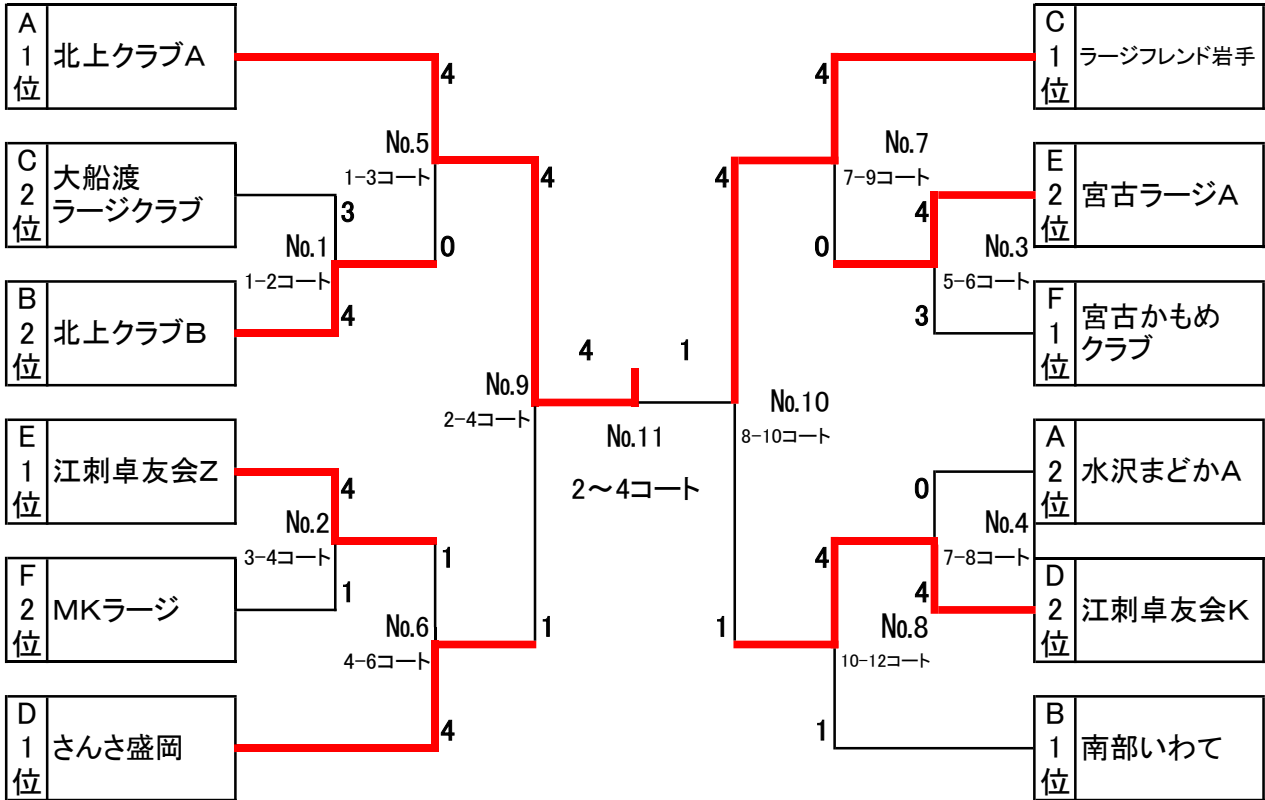 A
1
位
北上クラブA
4
No.5
1-3コート
C
2
位
大船渡
ラージクラブ
3
No.1
1-2コート
0
B
2
位
北上クラブB
4
4
No.9
2-4コート
E
1
位
江刺卓友会Z
4
No.2
3-4コート
1
F
2
位
MKラージ
1
No.6
4-6コート
1
D
1
位
さんさ盛岡
4
4
1
No.11
2～4コート
C
1
位
ラージフレンド岩手
4
No.7
7-9コート
4
E
2
位
宮古ラージA
4
No.3
5-6コート
0
F
1
位
宮古かもめ
クラブ
3
No.10
8-10コート
A
2
位
水沢まどかA
0
No.4
7-8コート
4
D
2
位
江刺卓友会K
4
No.8
10-12コート
1
B
1
位
南部いわて
1